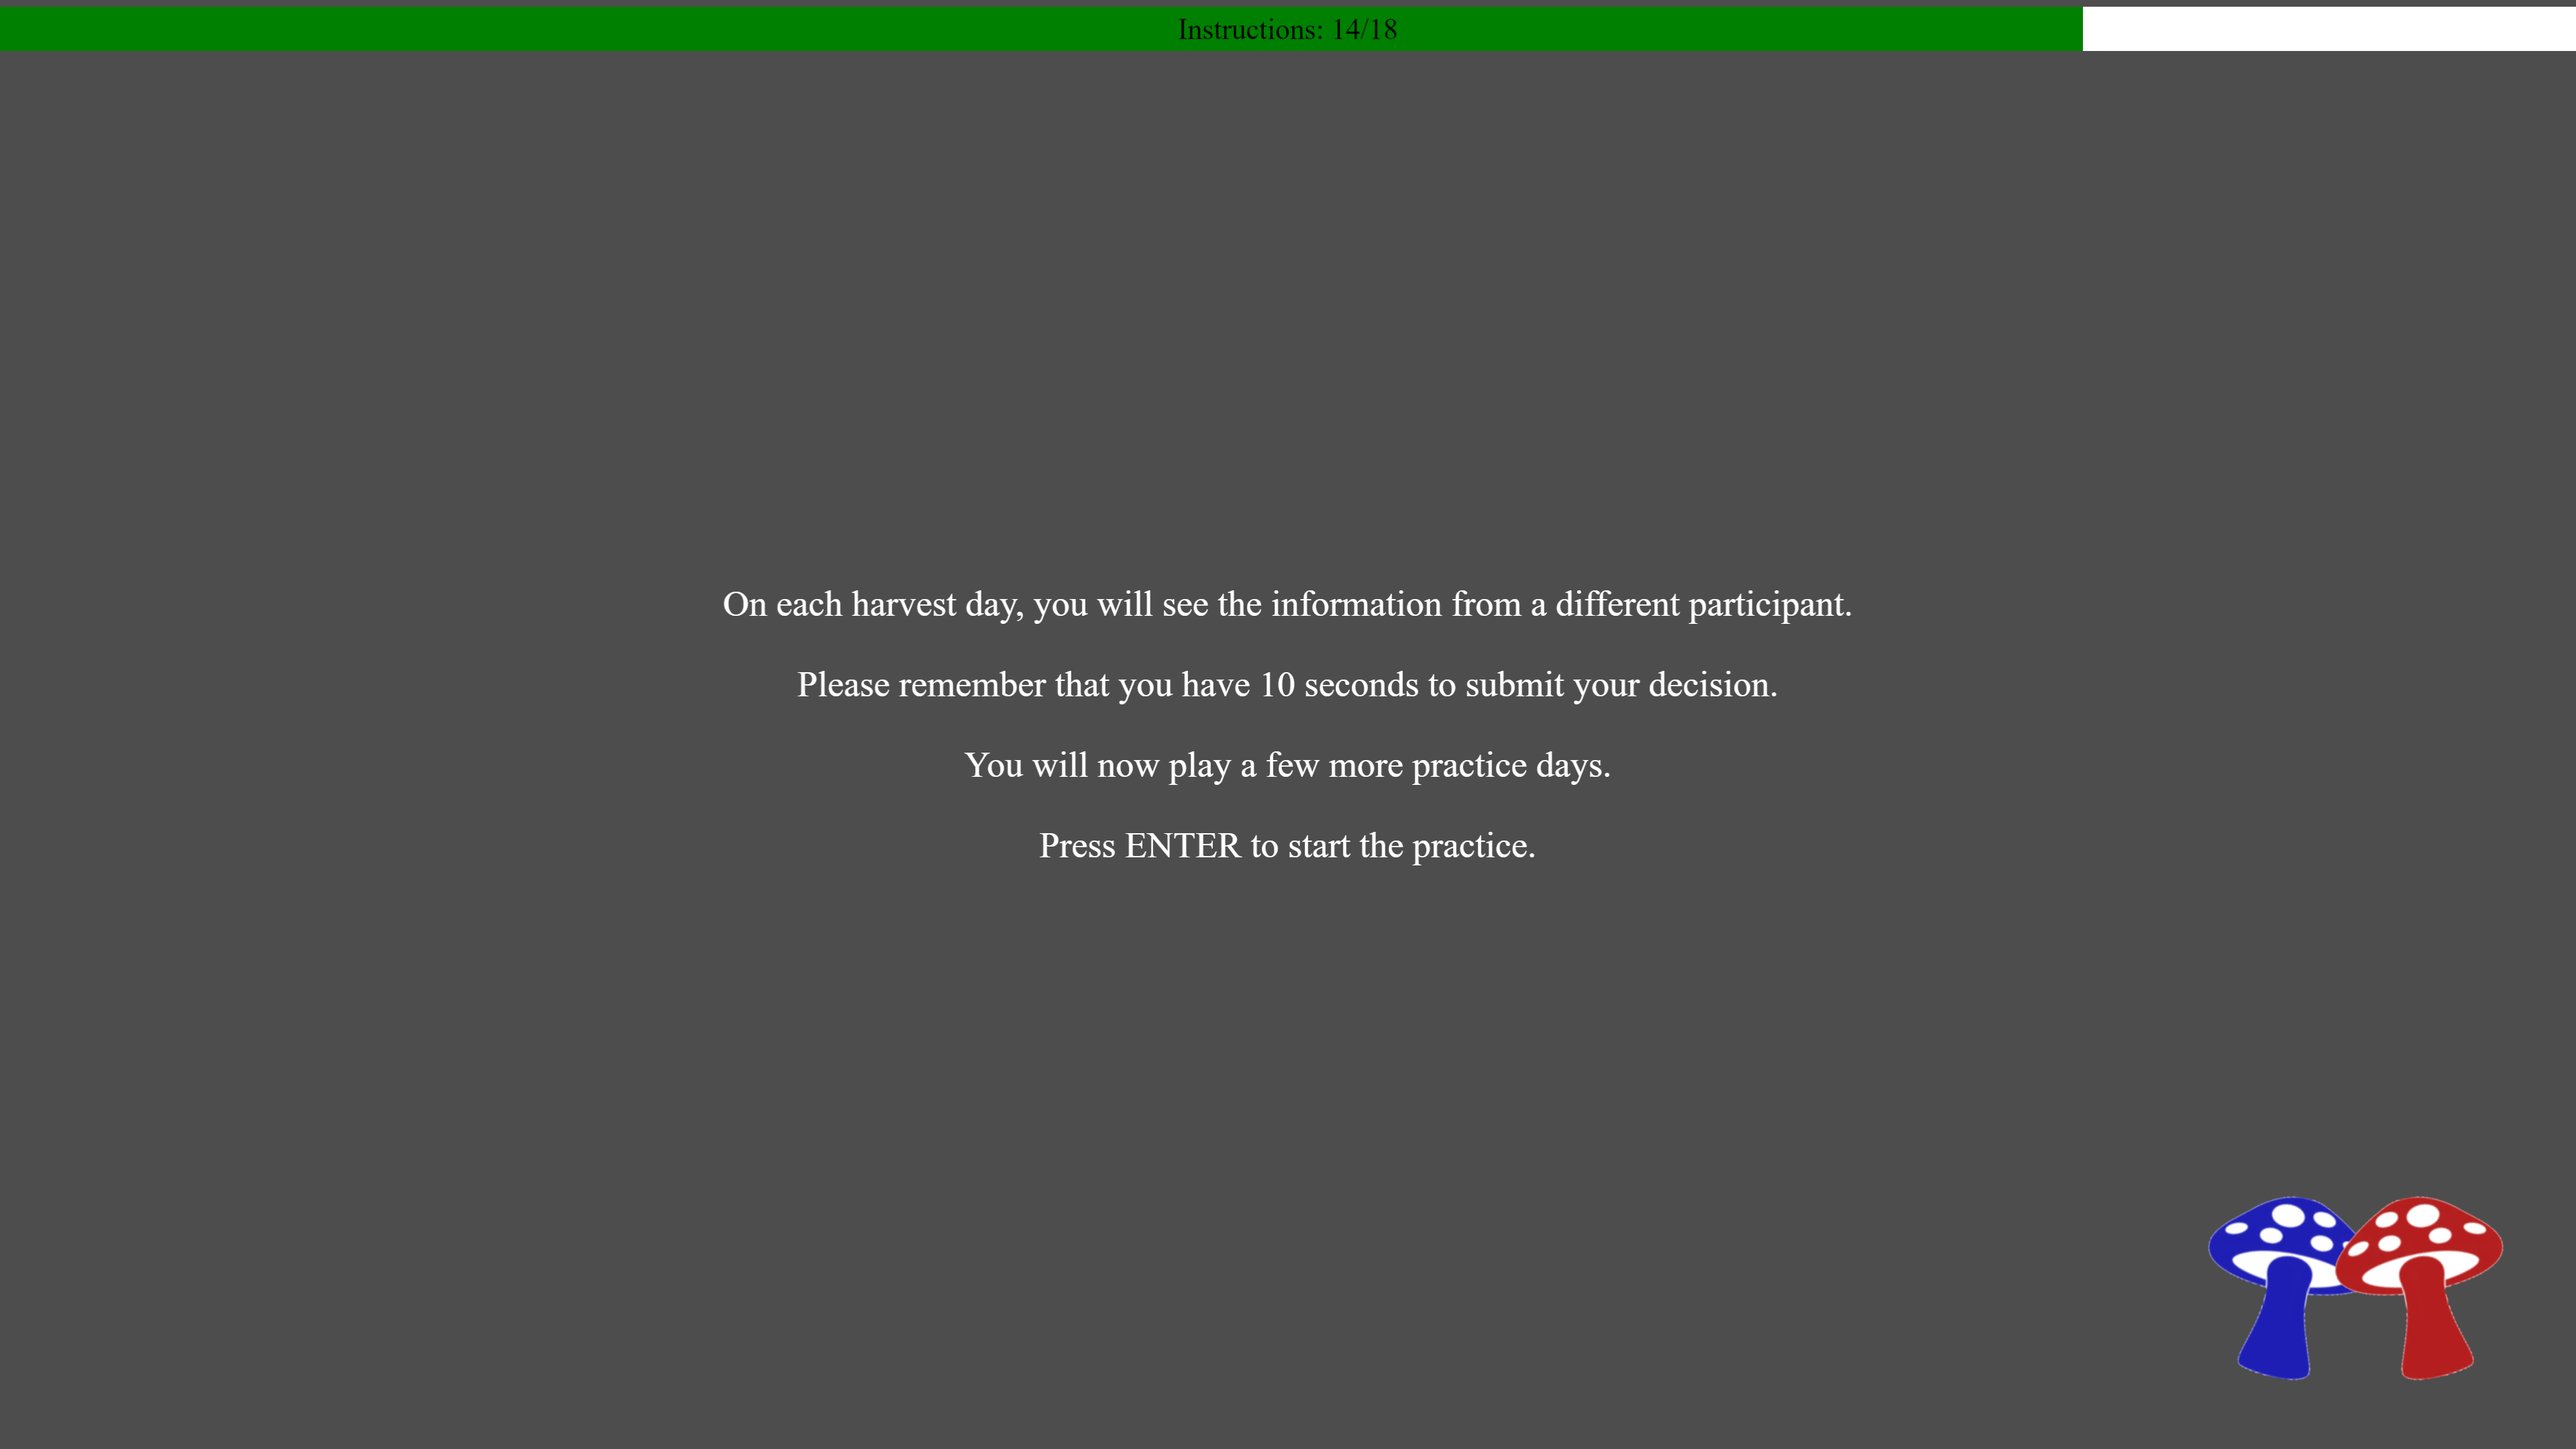 Instructions: 14/18
On each harvest day, you will see the information from a different participant.
Please remember that you have 10 seconds to submit your decision.
You will now play a few more practice days.
Press ENTER to start the practice.